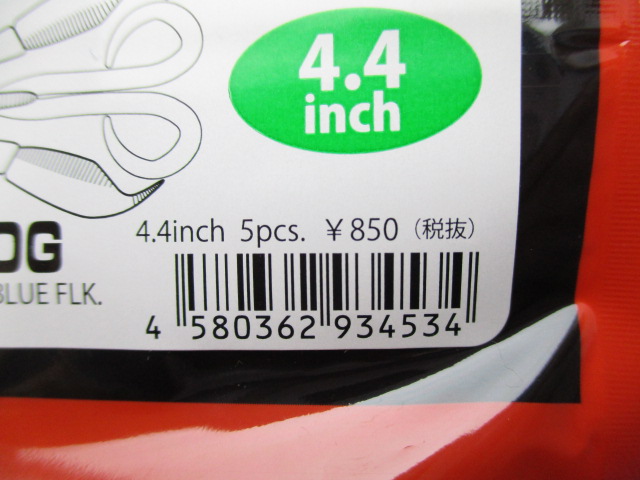 4.4
inch
4.4inch 5pcs. ￥850（税抜）
OG
BLUE FLK.
4 580362 934534